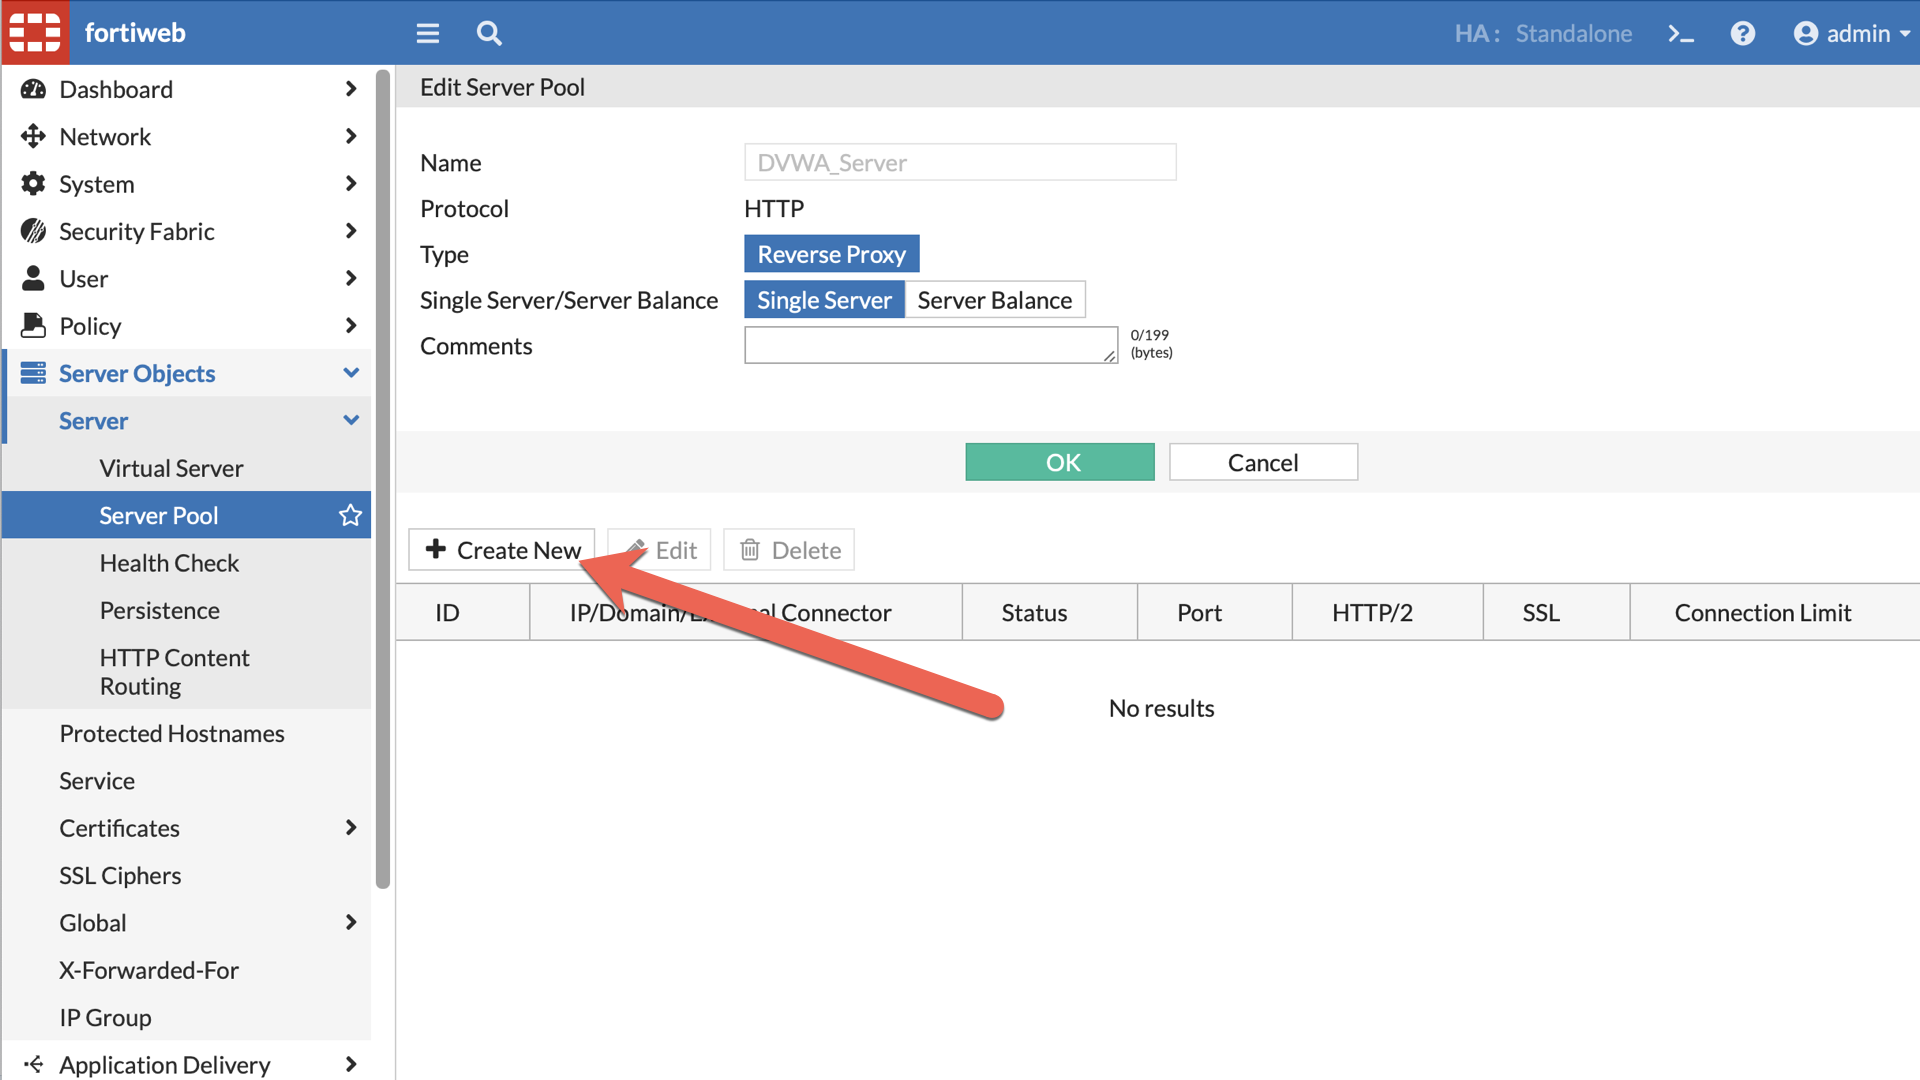 fortiweb
HA: Standalone
admin
Dashboard
Network
System
Security Fabric
User
Policy
Server Objects
Server
Virtual Server
Server Pool
Health Check
Persistence
HTTP Content
Routing
Protected Hostnames
Service
Certificates
SSL Ciphers
Global
X-Forwarded-For
IP Group
Application Delivery
Edit Server Pool
Name DVWA_Server
Protocol HTTP
Type Reverse Proxy
Single Server/Server Balance Single Server Server Balance
Comments 0/199
(bytes)
OK Cancel
Create New Edit Delete
ID IP/Domain/ Connector Status Port HTTP/2 SSL Connection Limit
No results